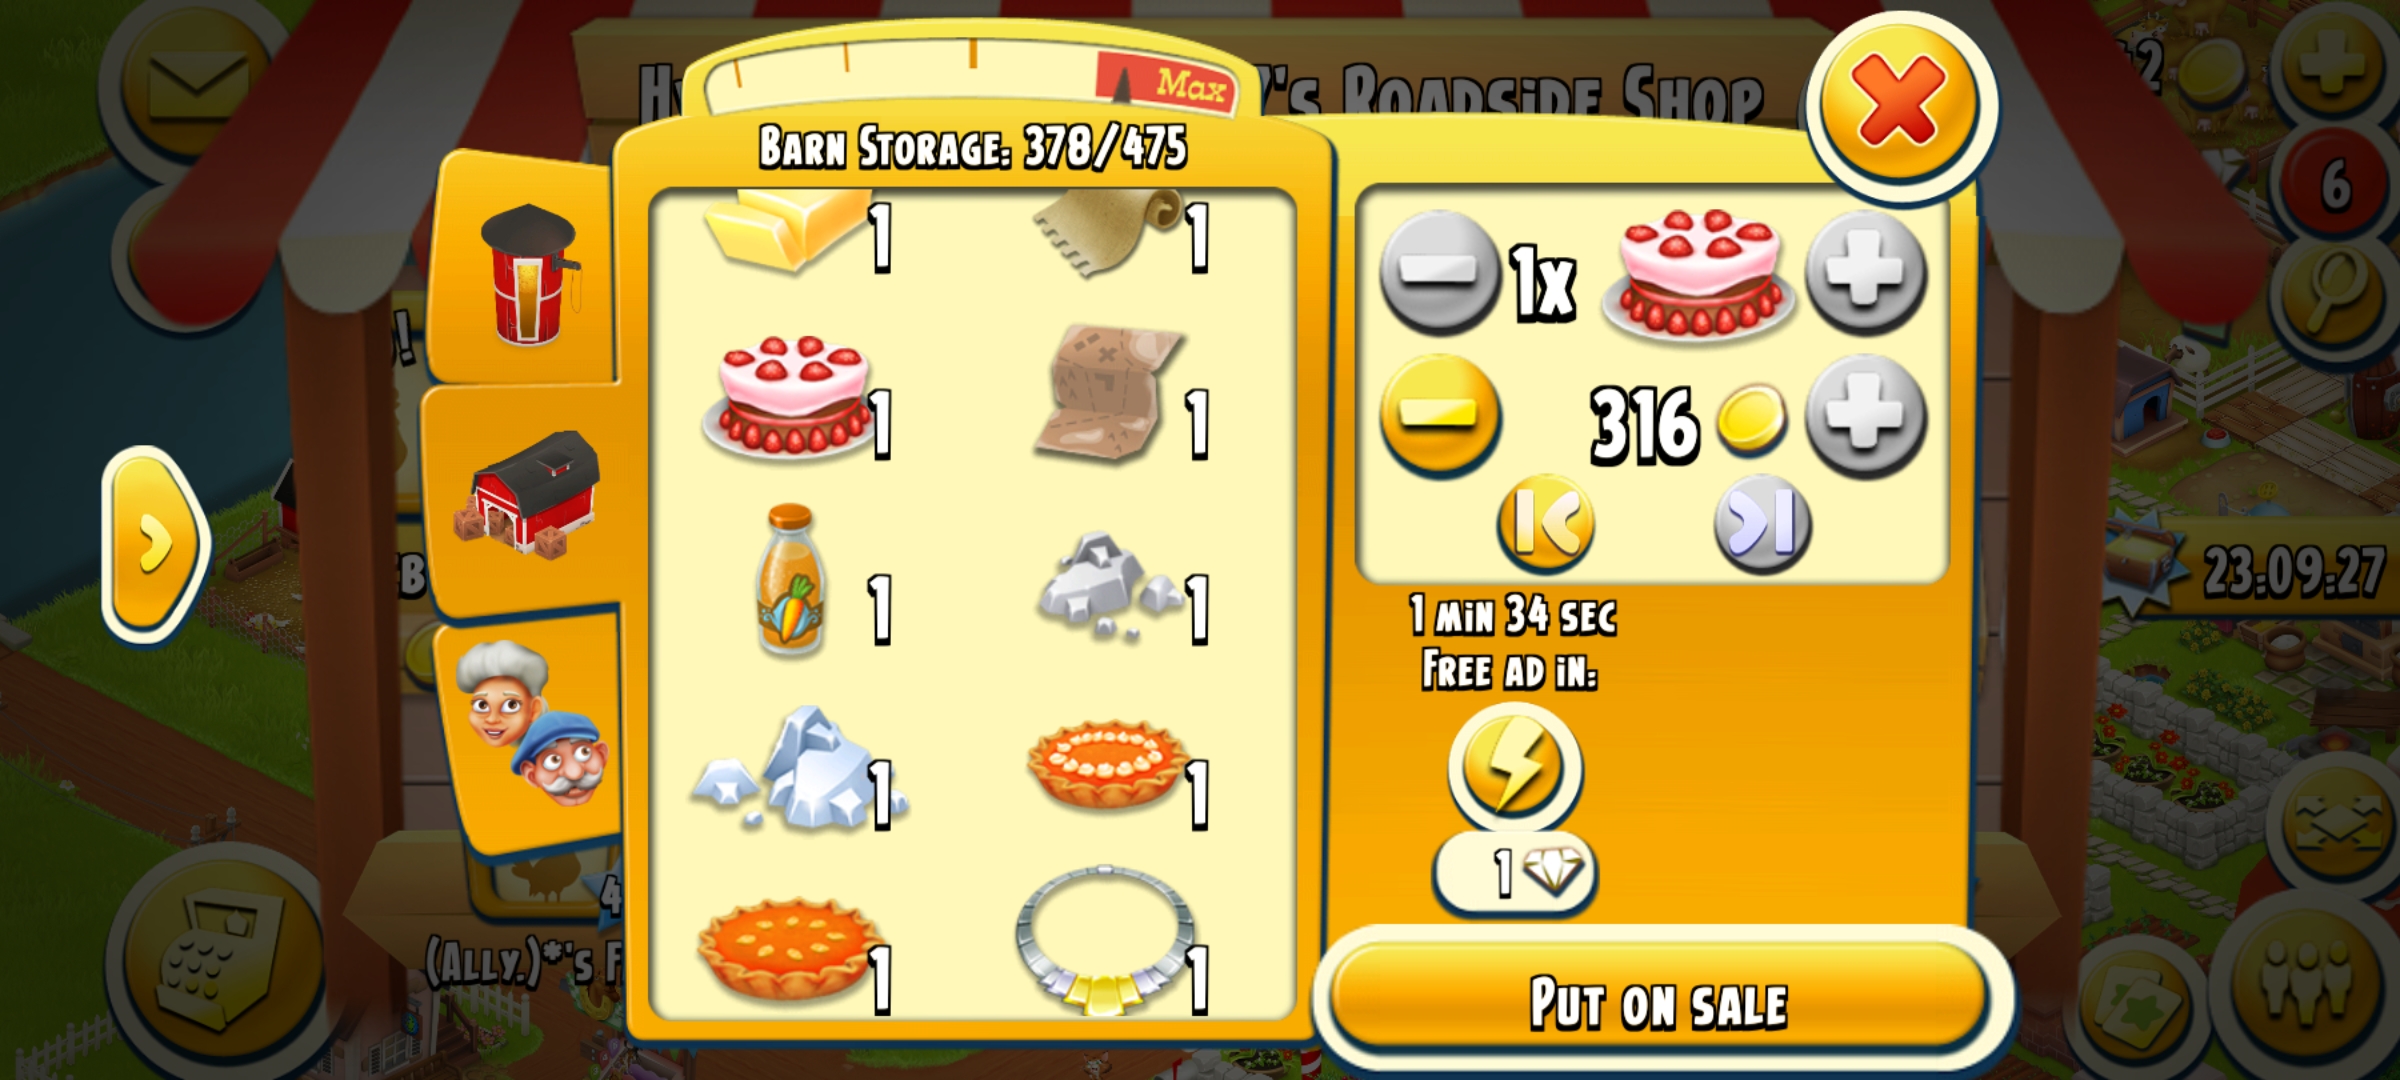 's Roadside Shop
Max
Barn Storage: 378/475
6
1
1
1
1
1
1
1
1
1
1
1x
316
1 min 34 sec
Free ad in:
1
Put on sale
23:09:27
(Ally.)*'s